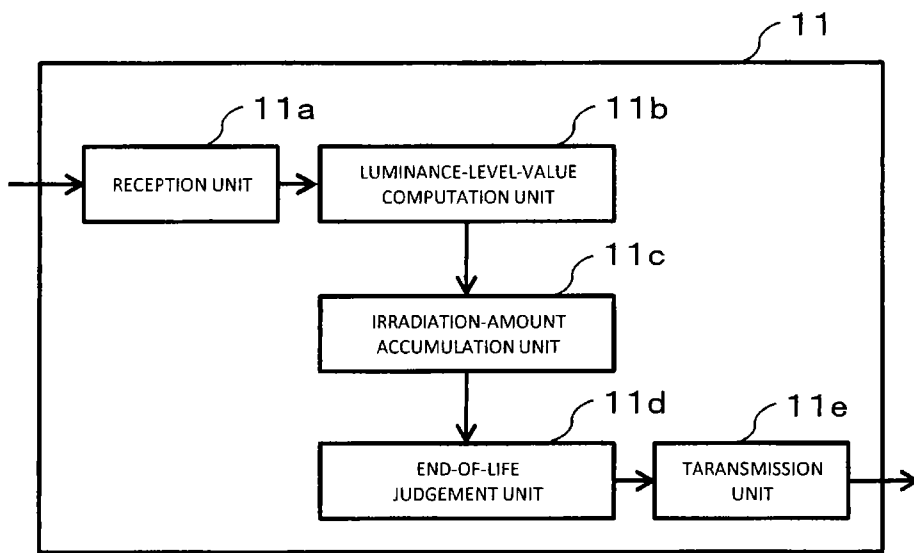 11
11a
11b
RECEPTION UNIT
LUMINANCE-LEVEL-VALUE
COMPUTATION UNIT
11c
IRRADIATION-AMOUNT
ACCUMULATION UNIT
11d
11e
END-OF-LIFE
JUDGEMENT UNIT
TARANSMISSION
UNIT